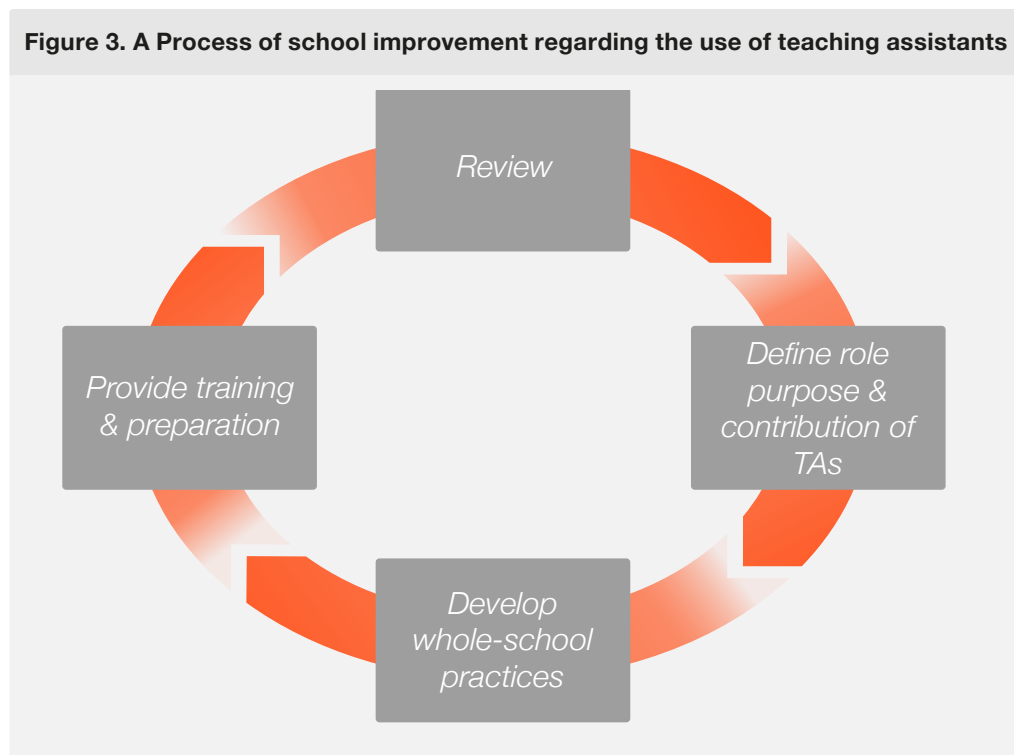 Figure 3. A Process of school improvement regarding the use of teaching assistants
Review
Define role
purpose &
contribution of
TAs
Develop
whole-school
practices
Provide training
& preparation